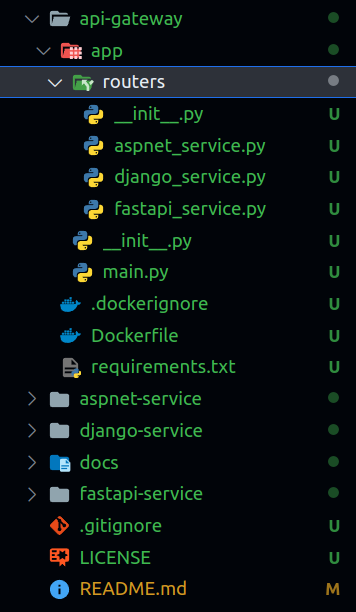 api-gateway
app
routers
__init__.py U
aspnet_service.py U
django_service.py U
fastapi_service.py U
__init__.py U
main.py U
.dockerignore U
Dockerfile U
requirements.txt U
aspnet-service
django-service
docs
fastapi-service
.gitignore U
LICENSE U
README.md M